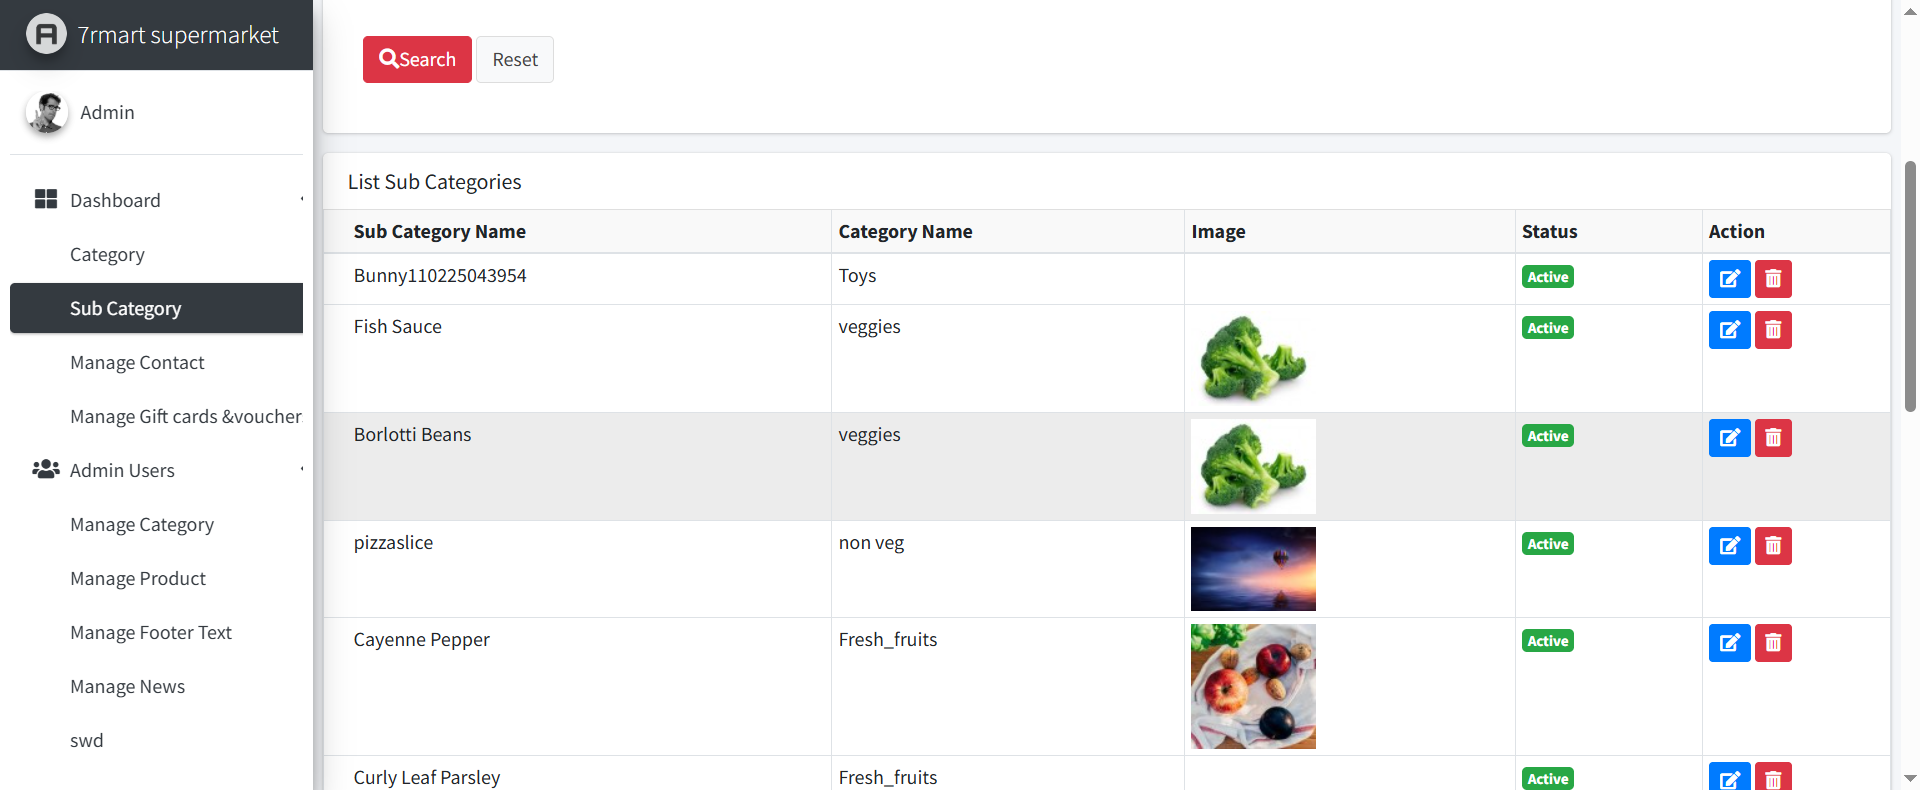 7rmart supermarket
Search Reset
Admin
List Sub Categories
Dashboard
Sub Category Name Category Name Image Status Action
Category
Bunny110225043954 Toys Active
Sub Category
Fish Sauce veggies Active
Manage Contact
Manage Gift cards &voucher
Borlotti Beans veggies Active
Admin Users
Manage Category
pizzaslice non veg Active
Manage Product
Manage Footer Text
Cayenne Pepper Fresh_fruits Active
Manage News
swd
Curly Leaf Parsley Fresh_fruits Active